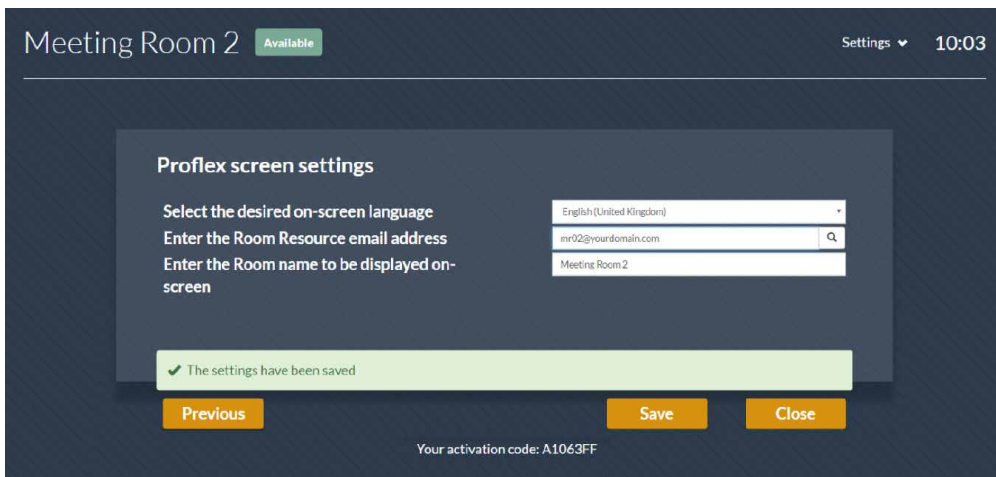 Meeting Room 2 Available Settings 10:03
Proflex screen settings
Select the desired on-screen language English (United Kingdom)
Enter the Room Resource email address mr02@yourdomain.com
Enter the Room name to be displayed on- Meeting Room 2
screen
The settings have been saved
Previous Save Close
Your activation code: A1063FF